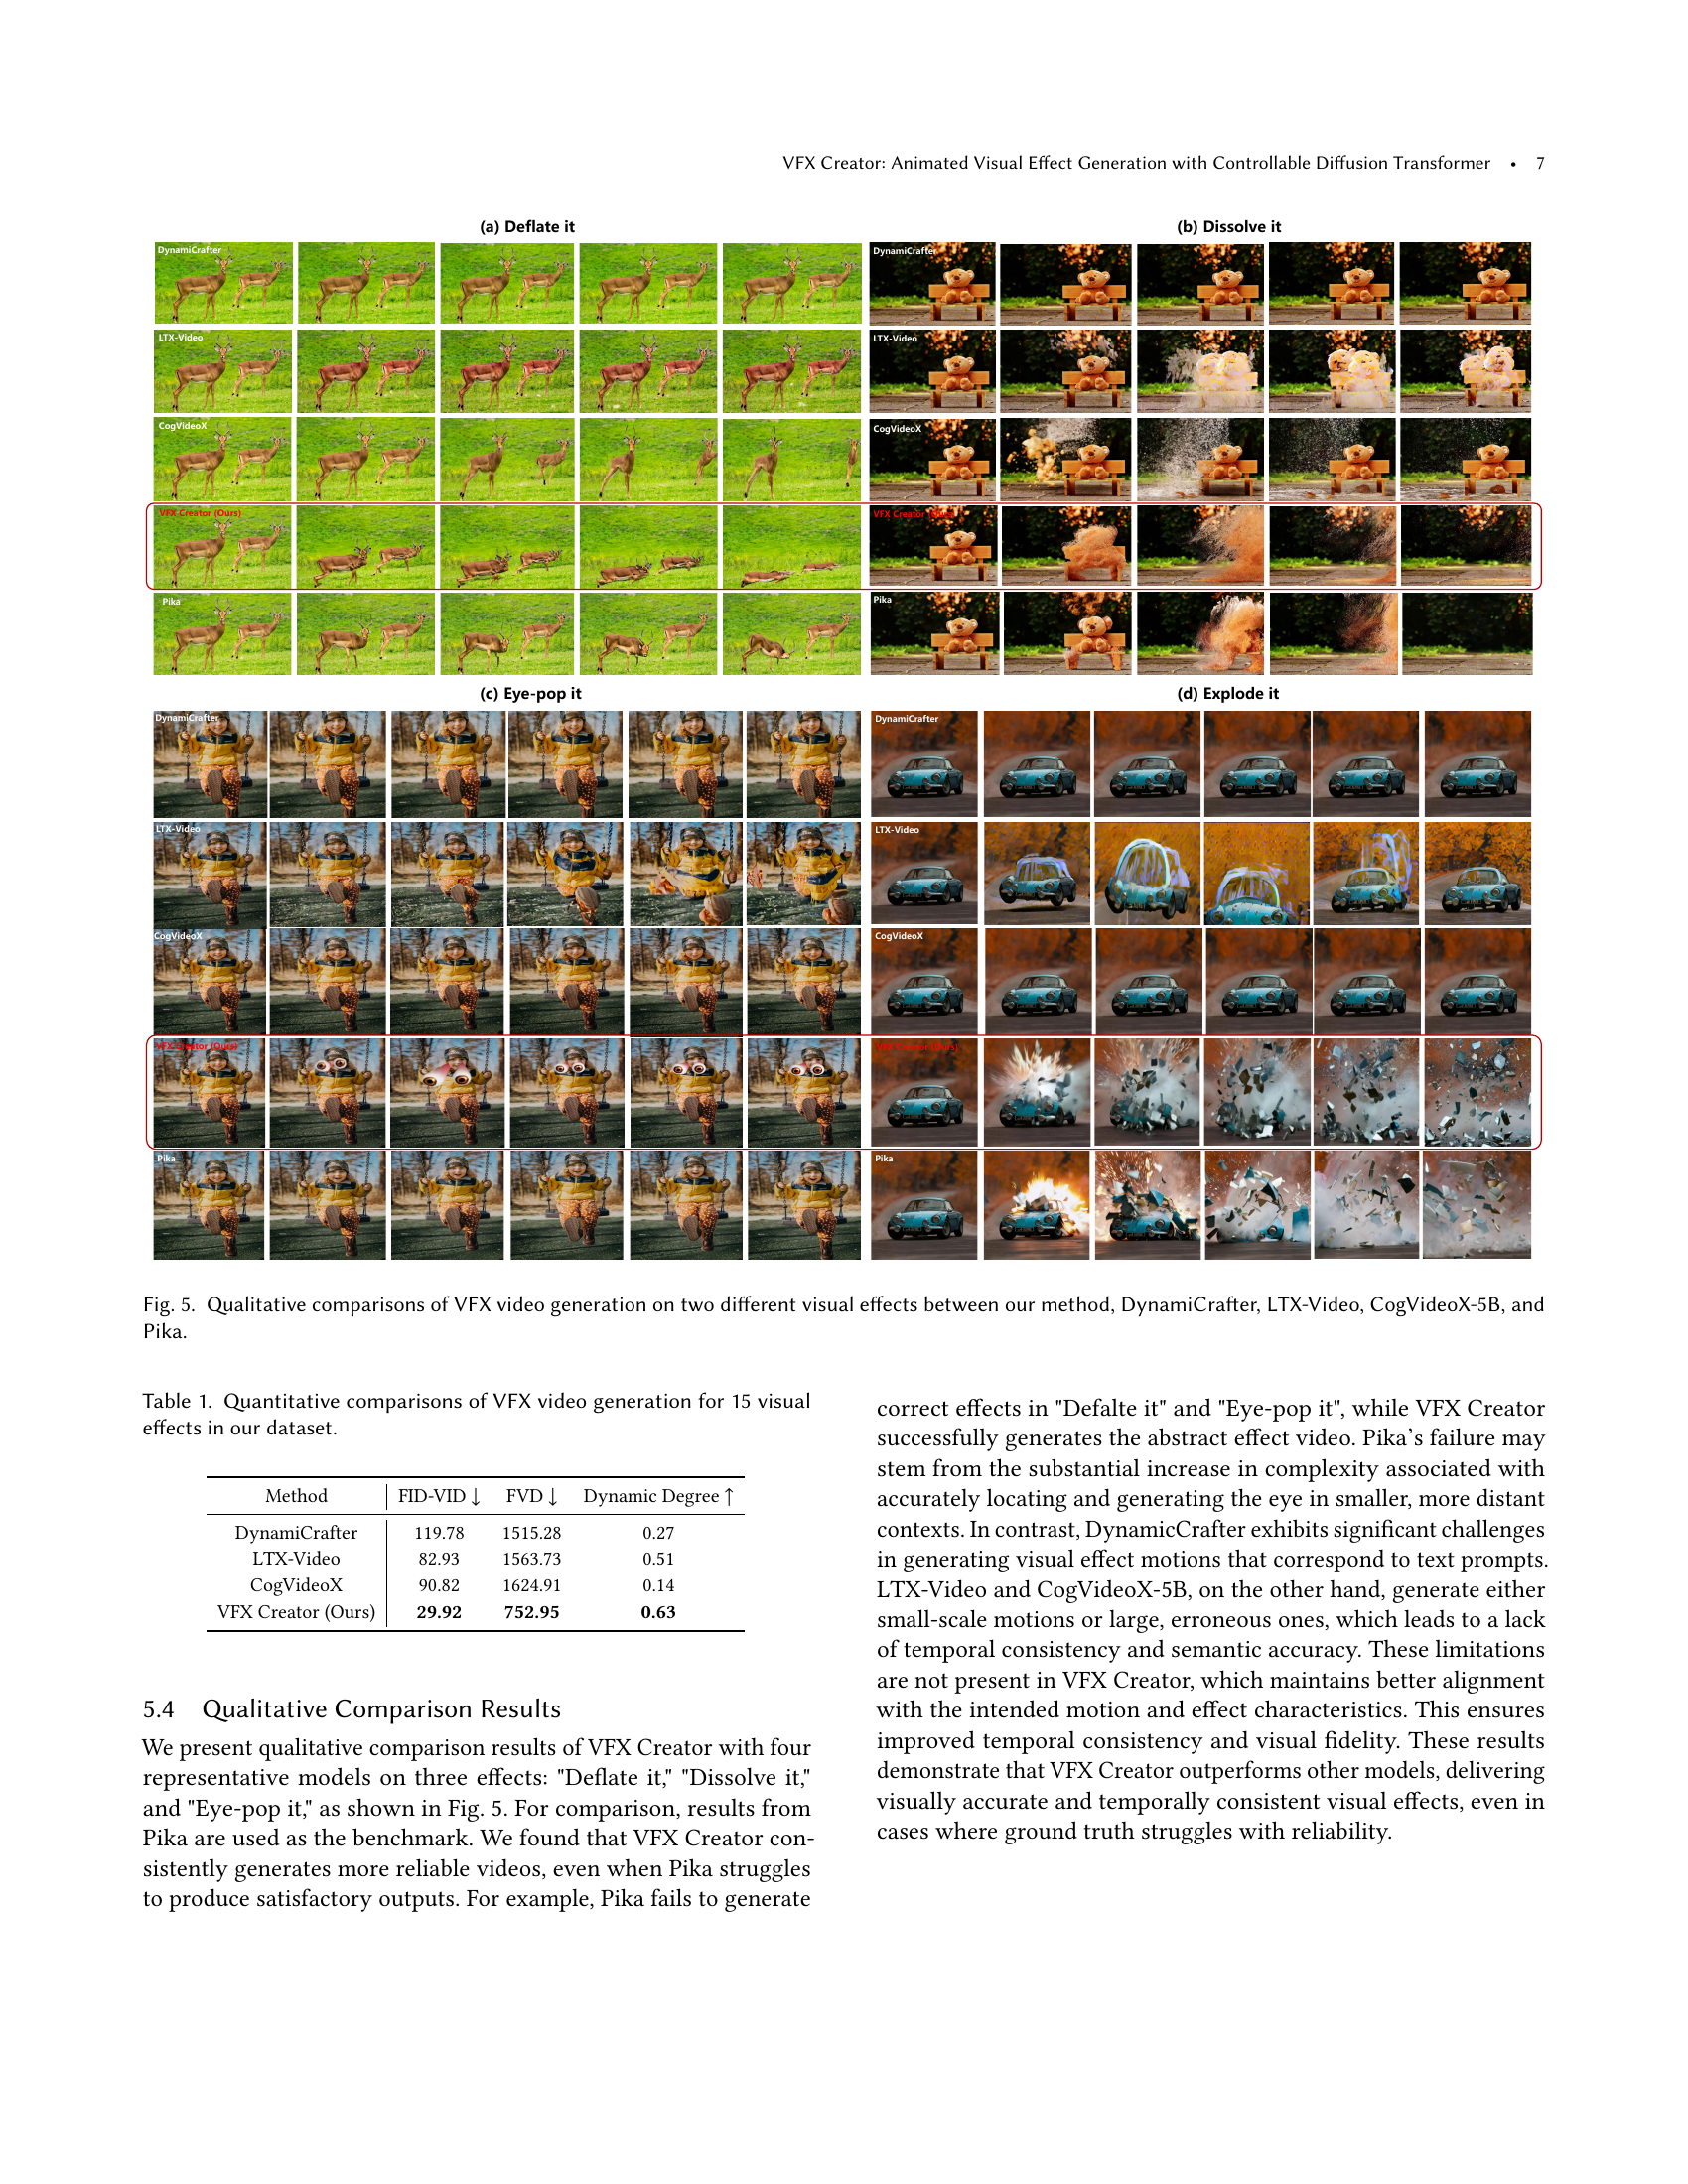 VFX Creator: Animated Visual Effect Generation with Controllable Diffusion Transformer • 7
(a) Deflate it
(b) Dissolve it
DynamiCrafter
DynamiCrafter
LTX-Video
LTX-Video
CogVideoX
CogVideoX
VFX Creator (Ours)
VFX Creator (Ours)
Pika
Pika
(c) Eye-pop it
(d) Explode it
DynamiCrafter
DynamiCrafter
LTX-Video
LTX-Video
CogVideoX
CogVideoX
VFX Creator (Ours)
VFX Creator (Ours)
Pika
Pika
Fig. 5. Qualitative comparisons of VFX video generation on two different visual effects between our method, DynamiCrafter, LTX-Video, CogVideoX-5B, and
Pika.
Table 1. Quantitative comparisons of VFX video generation for 15 visual
effects in our dataset.
Method FID-VID ↓ FVD ↓ Dynamic Degree ↑
DynamiCrafter 119.78 1515.28 0.27
LTX-Video 82.93 1563.73 0.51
CogVideoX 90.82 1624.91 0.14
VFX Creator (Ours) 29.92 752.95 0.63
5.4 Qualitative Comparison Results
We present qualitative comparison results of VFX Creator with four
representative models on three effects: "Deflate it," "Dissolve it,"
and "Eye-pop it," as shown in Fig. 5. For comparison, results from
Pika are used as the benchmark. We found that VFX Creator con-
sistently generates more reliable videos, even when Pika struggles
to produce satisfactory outputs. For example, Pika fails to generate
correct effects in "Defalte it" and "Eye-pop it", while VFX Creator
successfully generates the abstract effect video. Pika's failure may
stem from the substantial increase in complexity associated with
accurately locating and generating the eye in smaller, more distant
contexts. In contrast, DynamicCrafter exhibits significant challenges
in generating visual effect motions that correspond to text prompts.
LTX-Video and CogVideoX-5B, on the other hand, generate either
small-scale motions or large, erroneous ones, which leads to a lack
of temporal consistency and semantic accuracy. These limitations
are not present in VFX Creator, which maintains better alignment
with the intended motion and effect characteristics. This ensures
improved temporal consistency and visual fidelity. These results
demonstrate that VFX Creator outperforms other models, delivering
visually accurate and temporally consistent visual effects, even in
cases where ground truth struggles with reliability.